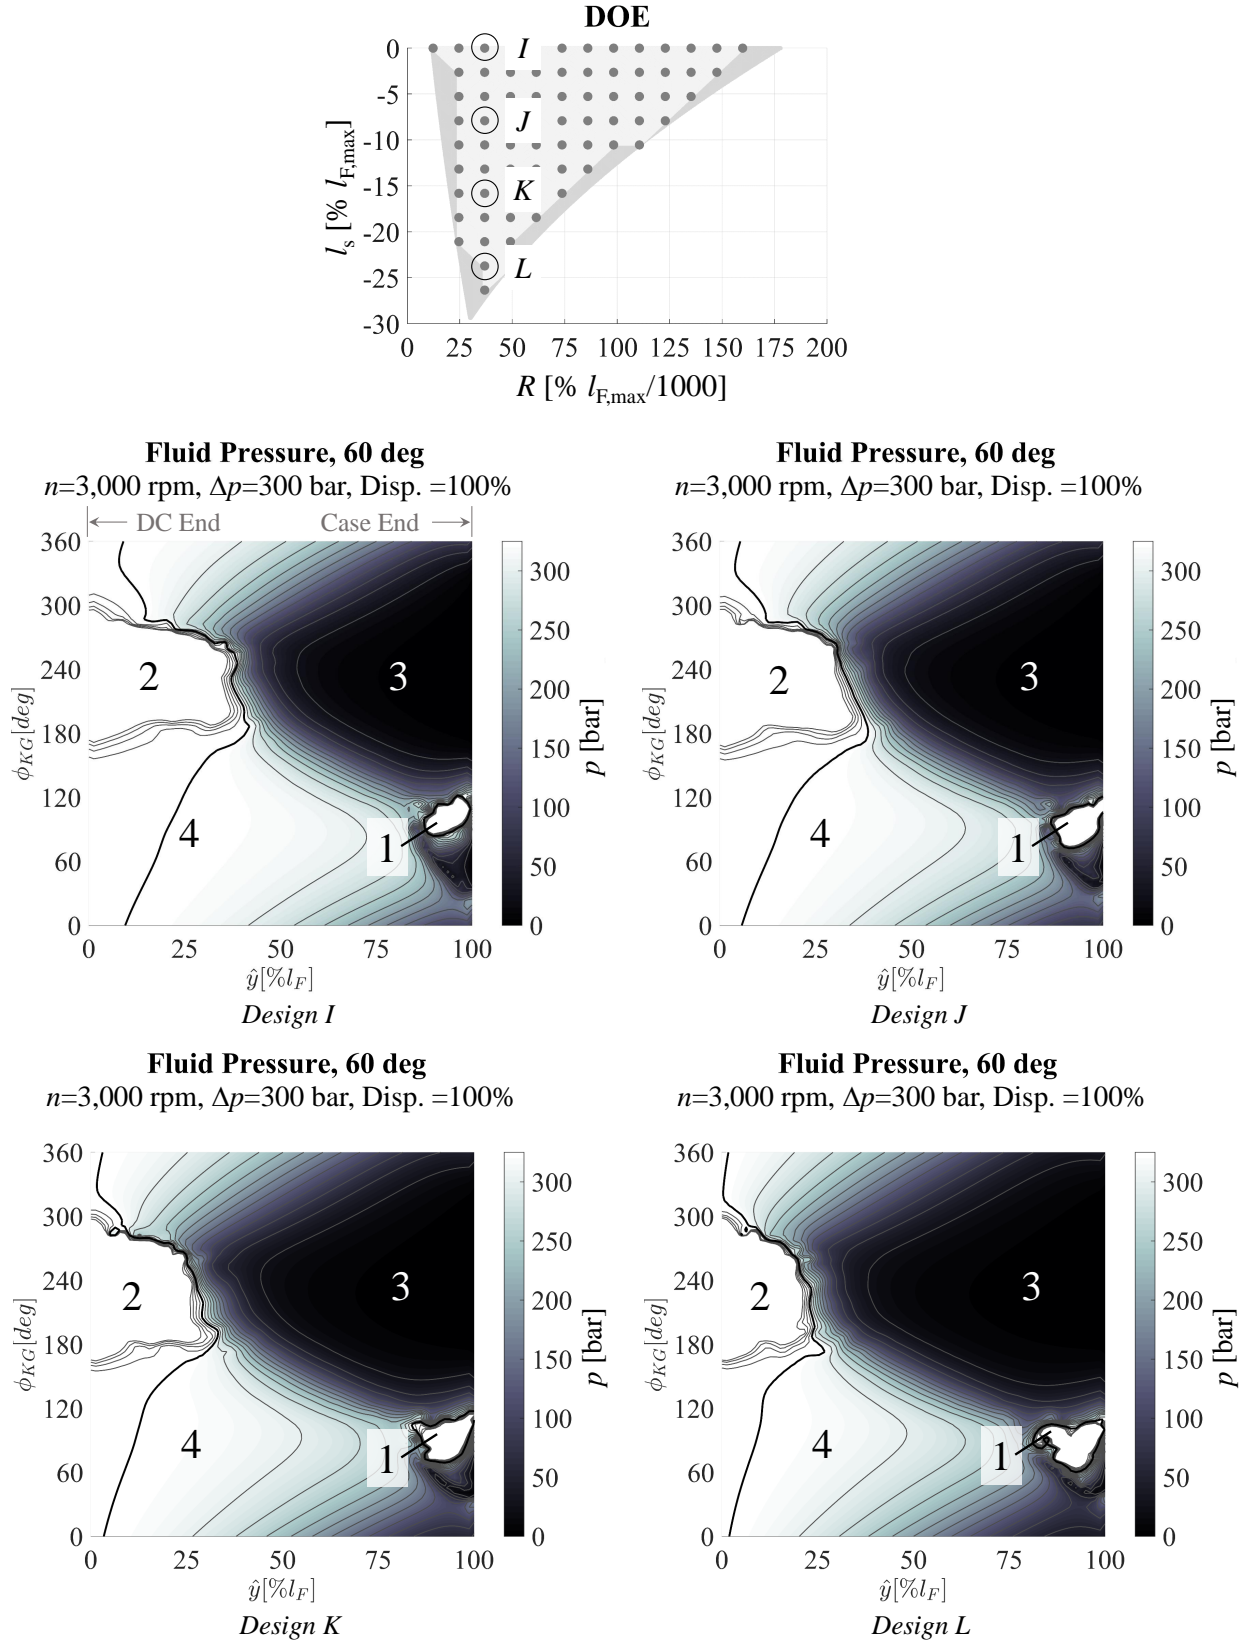 DOE
0
I
-5
J
-10
-15
K
-20
L
-25
-30
l_s [% l_F,max]
0 25 50 75 100 125 150 175 200
R [% l_F,max/1000]
Fluid Pressure, 60 deg
n=3,000 rpm, Δp=300 bar, Disp. =100%
DC End Case End
360
300
240
180
120
60
0
ϕ_KG[deg]
2
3
4
1
0 25 50 75 100
ŷ[%l_F]
300
250
200
150
100
50
0
p [bar]
Design I
Fluid Pressure, 60 deg
n=3,000 rpm, Δp=300 bar, Disp. =100%
360
300
240
180
120
60
0
ϕ_KG[deg]
2
3
4
1
0 25 50 75 100
ŷ[%l_F]
300
250
200
150
100
50
0
p [bar]
Design J
Fluid Pressure, 60 deg
n=3,000 rpm, Δp=300 bar, Disp. =100%
360
300
240
180
120
60
0
ϕ_KG[deg]
2
3
4
1
0 25 50 75 100
ŷ[%l_F]
300
250
200
150
100
50
0
p [bar]
Design K
Fluid Pressure, 60 deg
n=3,000 rpm, Δp=300 bar, Disp. =100%
360
300
240
180
120
60
0
ϕ_KG[deg]
2
3
4
1
0 25 50 75 100
ŷ[%l_F]
300
250
200
150
100
50
0
p [bar]
Design L